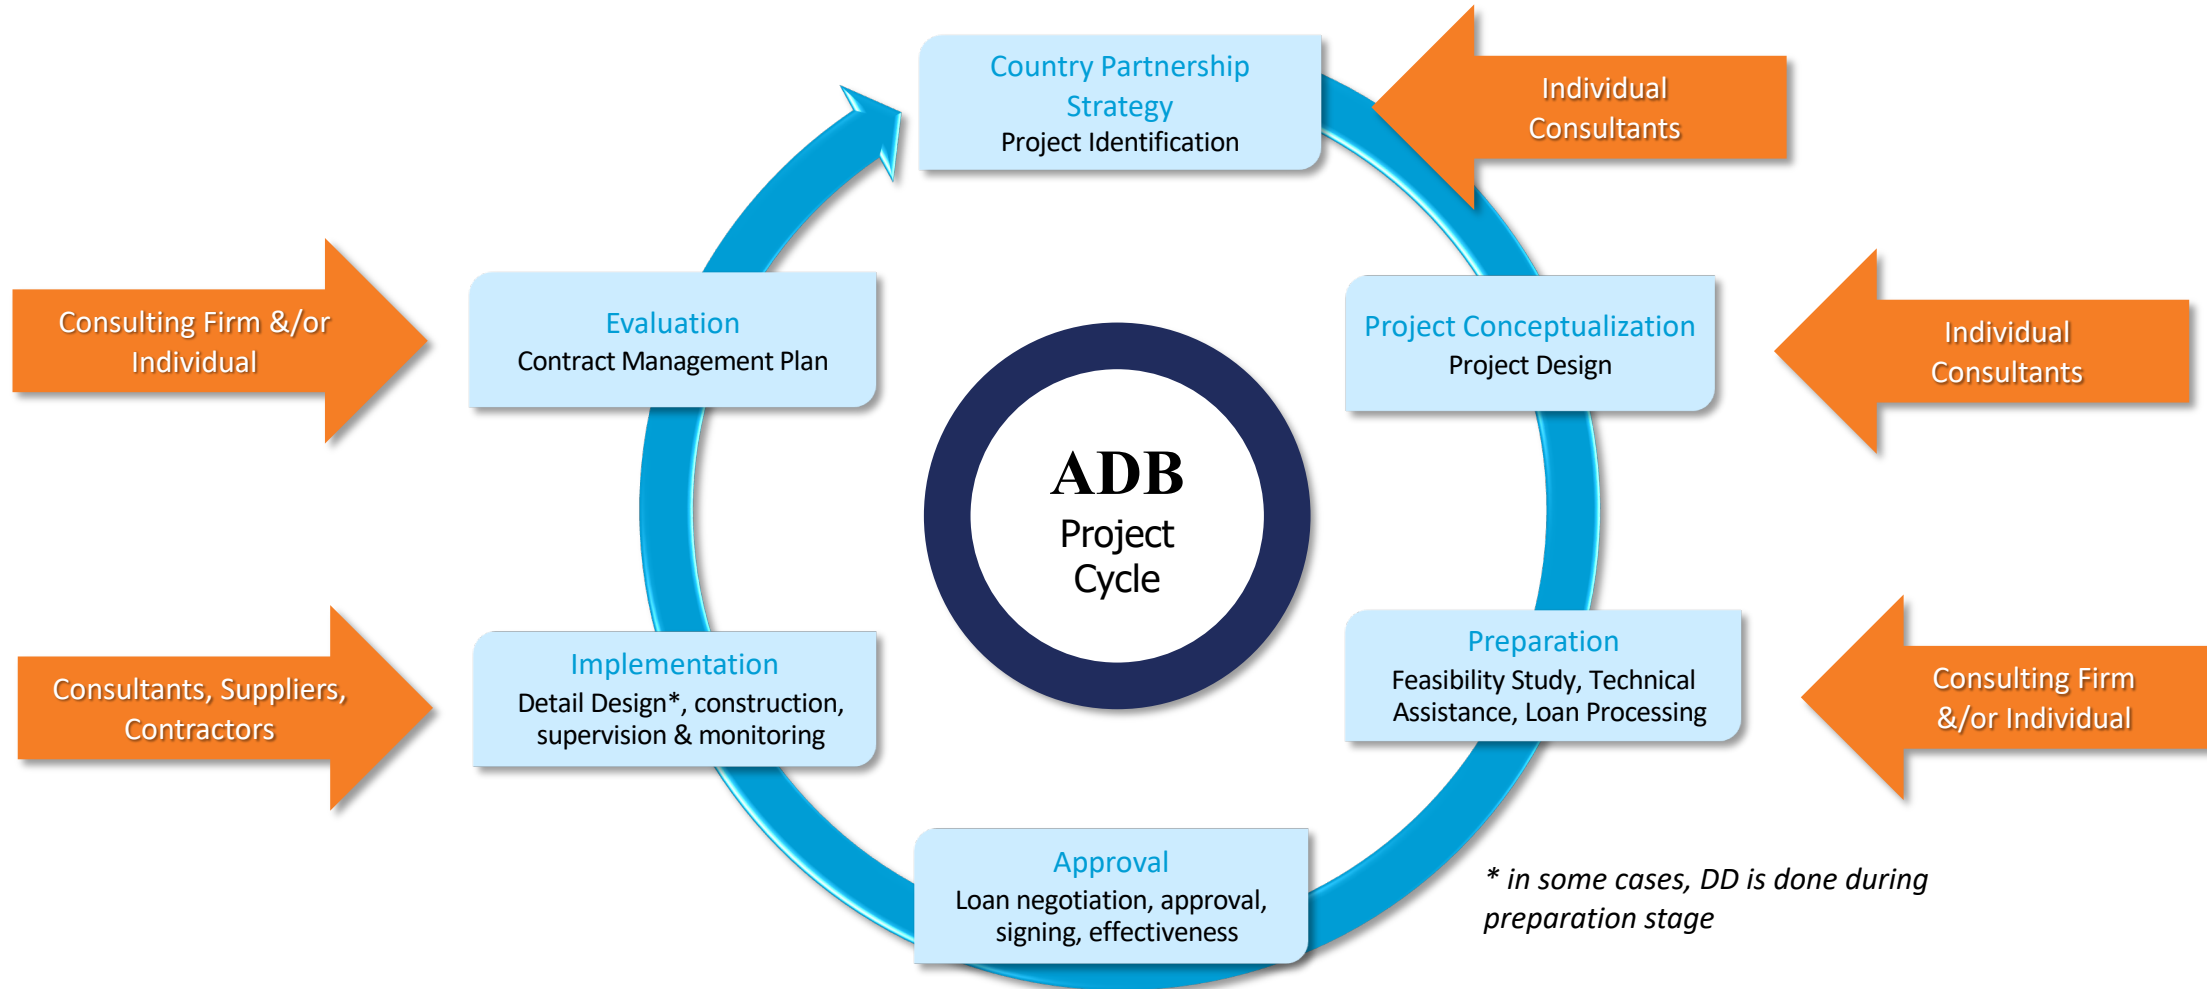 Country Partnership
Strategy
Project Identification
Individual
Consultants
Project Conceptualization
Project Design
Individual
Consultants
Preparation
Feasibility Study, Technical
Assistance, Loan Processing
Consulting Firm
&/or Individual
Approval
Loan negotiation, approval,
signing, effectiveness
* in some cases, DD is done during
preparation stage
Implementation
Detail Design*, construction,
supervision & monitoring
Consultants, Suppliers,
Contractors
Evaluation
Contract Management Plan
Consulting Firm &/or
Individual
ADB
Project
Cycle